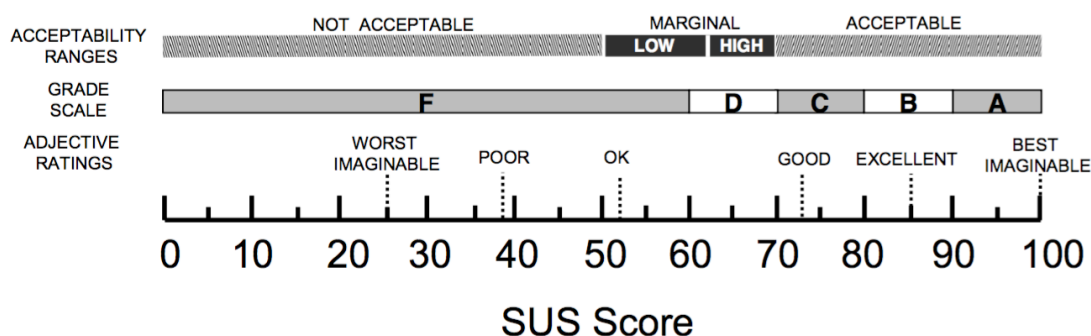 NOT ACCEPTABLE MARGINAL ACCEPTABLE
ACCEPTABILITY
RANGES
LOW HIGH
GRADE
SCALE
F D C B A
ADJECTIVE
RATINGS
WORST
IMAGINABLE
POOR OK GOOD EXCELLENT
BEST
IMAGINABLE
0 10 20 30 40 50 60 70 80 90 100
SUS Score